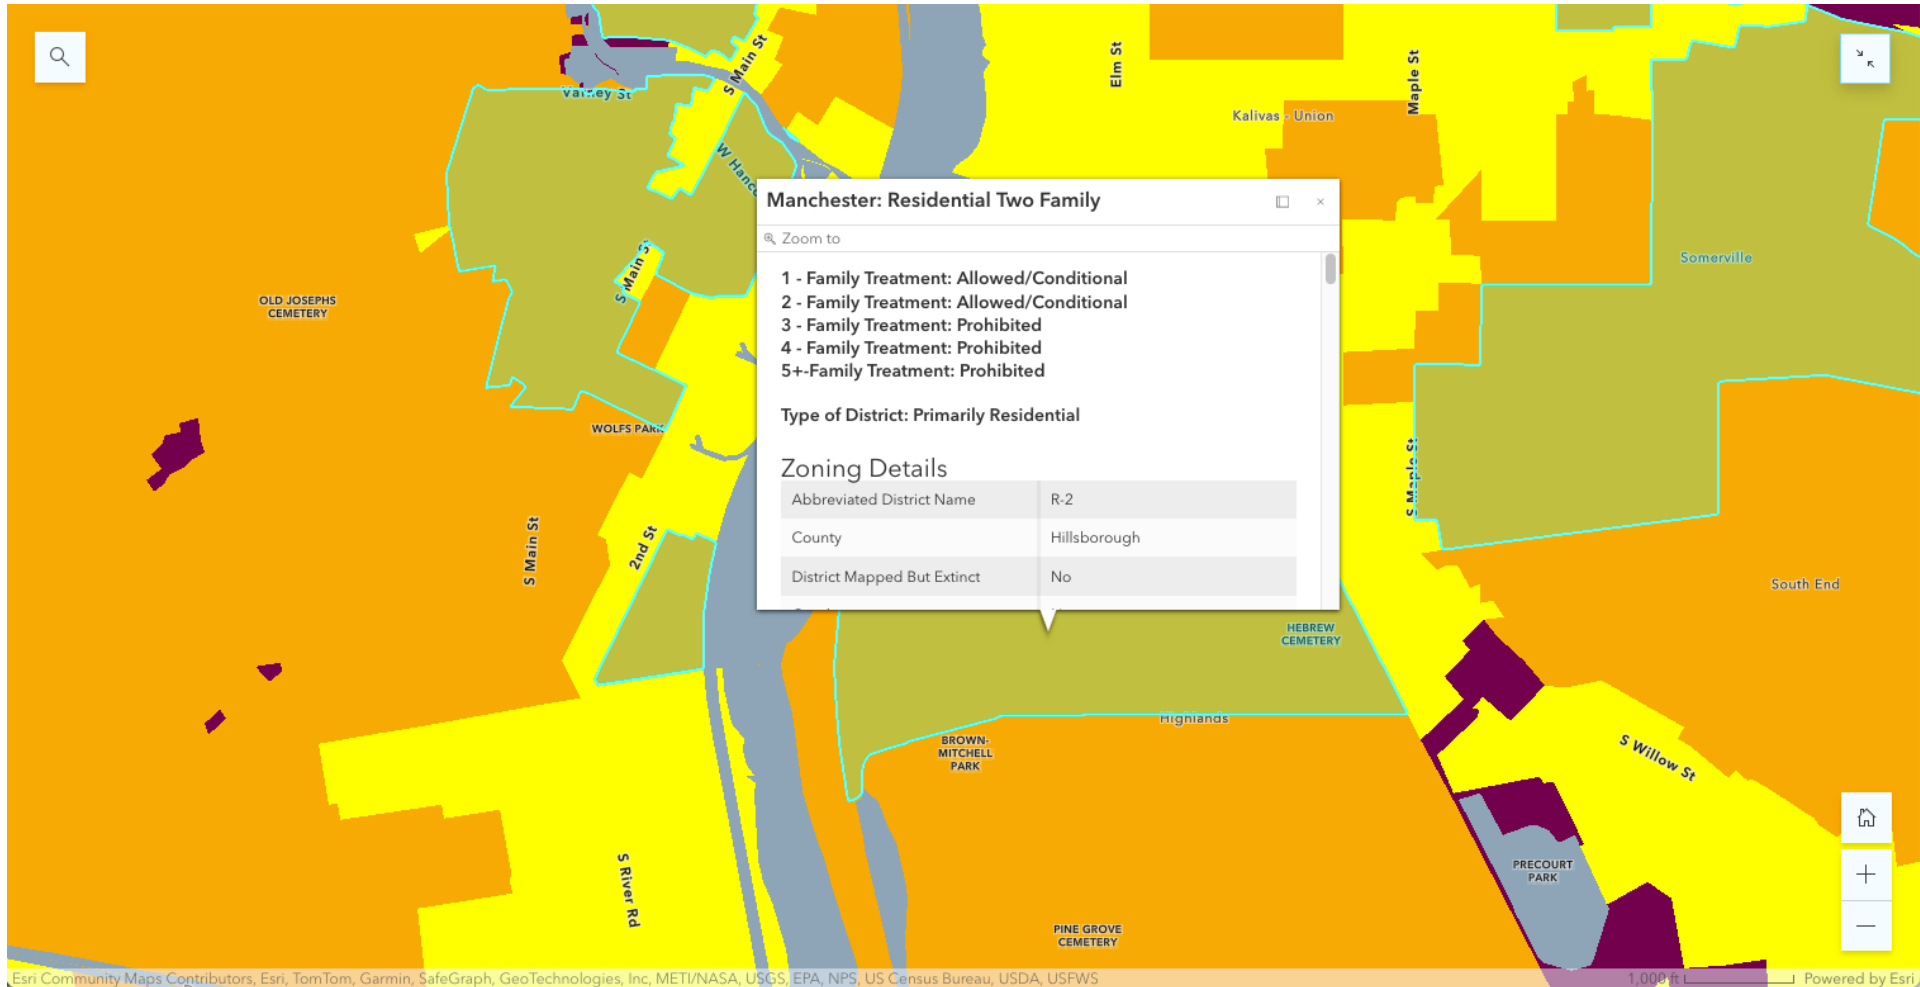 S Main St
Elm St
Maple St
Varney St
Kalivas - Union
W Hanco
Manchester: Residential Two Family
Zoom to
1 - Family Treatment: Allowed/Conditional
2 - Family Treatment: Allowed/Conditional
3 - Family Treatment: Prohibited
4 - Family Treatment: Prohibited
5+-Family Treatment: Prohibited
Type of District: Primarily Residential
Zoning Details
Abbreviated District Name R-2
County Hillsborough
District Mapped But Extinct No
Somerville
S Main St
OLD JOSEPHS
CEMETERY
WOLFS PARK
S Maple St
S Main St
2nd St
South End
HEBREW
CEMETERY
Highlands
BROWN-
MITCHELL
PARK
S Willow St
S River Rd
PRECOURT
PARK
PINE GROVE
CEMETERY
Esri Community Maps Contributors, Esri, TomTom, Garmin, SafeGraph, GeoTechnologies, Inc, METI/NASA, USGS, EPA, NPS, US Census Bureau, USDA, USFWS
1,000 ft
Powered by Esri